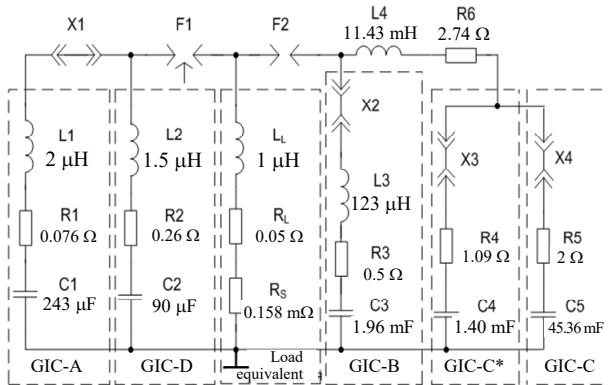 L4
R6
X1
F1
F2
11.43 mH
2.74 Ω
X2
L1
2 μH
L2
1.5 μH
L_L
1 μH
X3
X4
L3
123 μH
R1
0.076 Ω
R2
0.26 Ω
R_L
0.05 Ω
R3
0.5 Ω
R4
1.09 Ω
R5
2 Ω
C1
243 μF
C2
90 μF
R_S
0.158 mΩ
C3
1.96 mF
C4
1.40 mF
C5
45.36 mF
GIC-A
GIC-D
Load
equivalent
GIC-B
GIC-C*
GIC-C